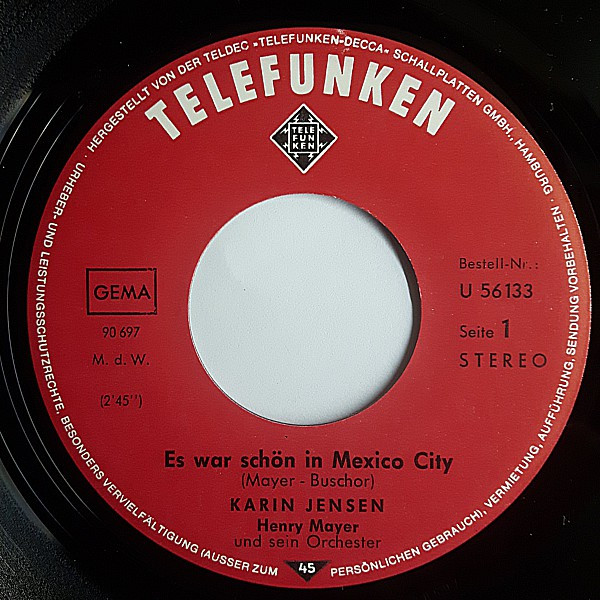 · HERGESTELLT VON DER TELDEC »TELEFUNKEN-DECCA« SCHALLPLATTEN GMBH., HAMBURG · SENDUNG VORBEHALTEN
TELEFUNKEN
TELE
FUN
KEN
GEMA
90 697
M. d. W.
(2'45'')
Bestell-Nr.:
U 56133
Seite 1
STEREO
Es war schön in Mexico City
(Mayer - Buschor)
KARIN JENSEN
Henry Mayer
und sein Orchester
45
URHEBER- UND LEISTUNGSSCHUTZRECHTE, BESONDERS VERVIELFÄLTIGUNG (AUSSER ZUM PERSÖNLICHEN GEBRAUCH), VERMIETUNG, AUFFÜHRUNG,